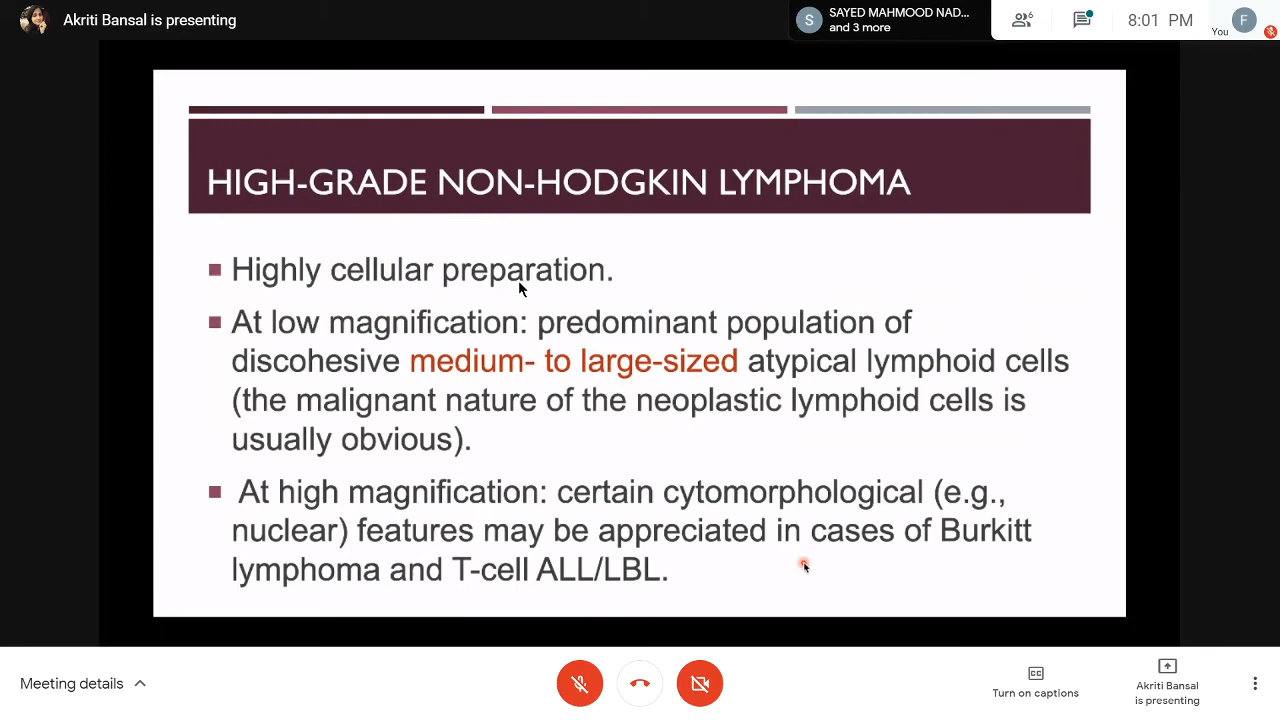 Akriti Bansal is presenting
S
SAYED MAHMOOD NAD...
and 3 more
6
8:01 PM
You
F
HIGH-GRADE NON-HODGKIN LYMPHOMA
Highly cellular preparation.
At low magnification: predominant population of
discohesive medium- to large-sized atypical lymphoid cells
(the malignant nature of the neoplastic lymphoid cells is
usually obvious).
At high magnification: certain cytomorphological (e.g.,
nuclear) features may be appreciated in cases of Burkitt
lymphoma and T-cell ALL/LBL.
Meeting details
CC
Turn on captions
Akriti Bansal
is presenting